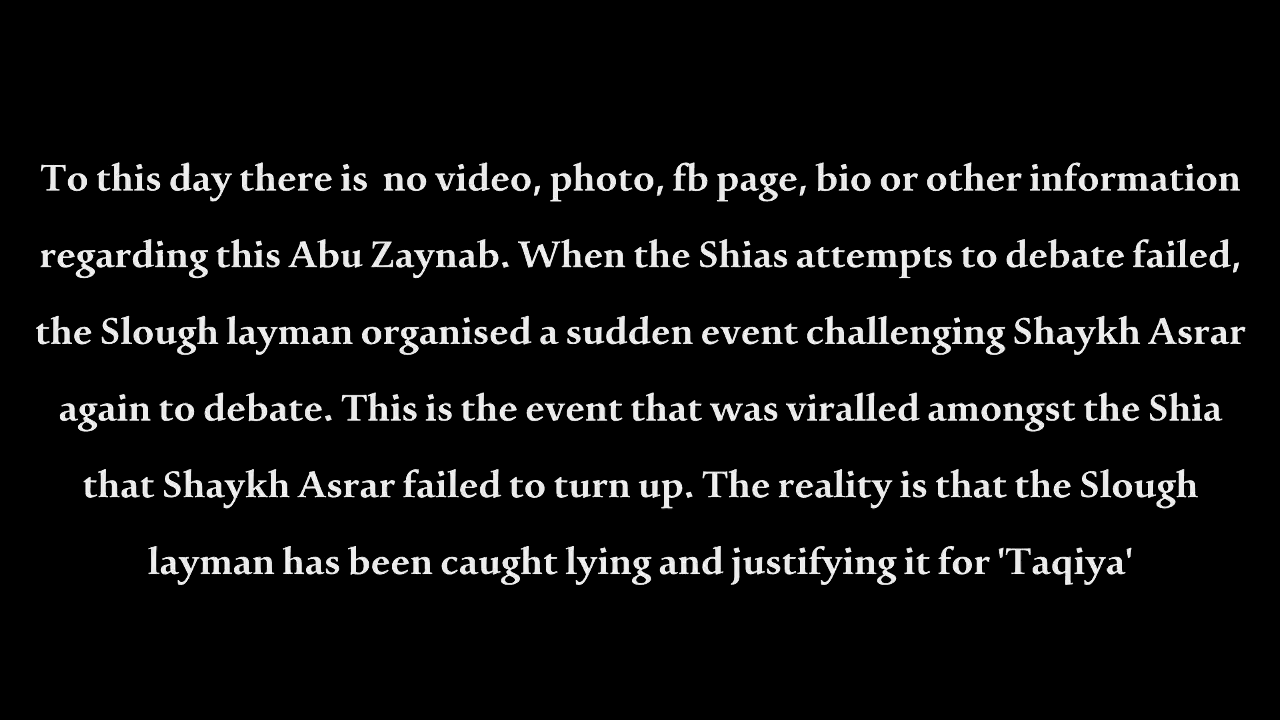 To this day there is  no video, photo, fb page, bio or other information
regarding this Abu Zaynab. When the Shias attempts to debate failed,
the Slough layman organised a sudden event challenging Shaykh Asrar
again to debate. This is the event that was viralled amongst the Shia
that Shaykh Asrar failed to turn up. The reality is that the Slough
layman has been caught lying and justifying it for 'Taqiya'